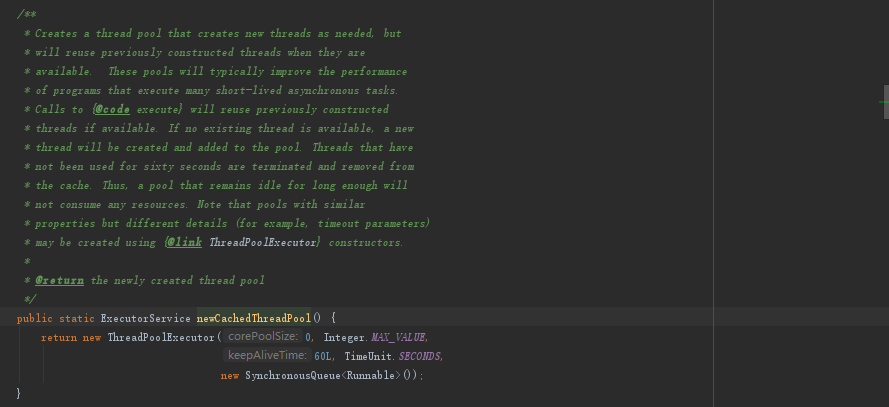 /**
* Creates a thread pool that creates new threads as needed, but
* will reuse previously constructed threads when they are
* available.  These pools will typically improve the performance
* of programs that execute many short-lived asynchronous tasks.
* Calls to {@code execute} will reuse previously constructed
* threads if available. If no existing thread is available, a new
* thread will be created and added to the pool. Threads that have
* not been used for sixty seconds are terminated and removed from
* the cache. Thus, a pool that remains idle for long enough will
* not consume any resources. Note that pools with similar
* properties but different details (for example, timeout parameters)
* may be created using {@link ThreadPoolExecutor} constructors.
*
* @return the newly created thread pool
*/
public static ExecutorService newCachedThreadPool() {
return new ThreadPoolExecutor( corePoolSize: 0, Integer.MAX_VALUE,
keepAliveTime: 60L, TimeUnit.SECONDS,
new SynchronousQueue<Runnable>());
}